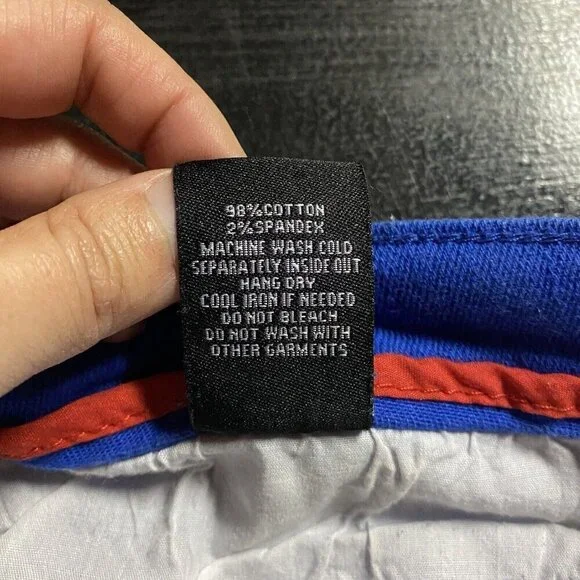 98%COTTON
2%SPANDEX
MACHINE WASH COLD
SEPARATELY INSIDE OUT
HANG DRY
COOL IRON IF NEEDED
DO NOT BLEACH
DO NOT WASH WITH
OTHER GARMENTS